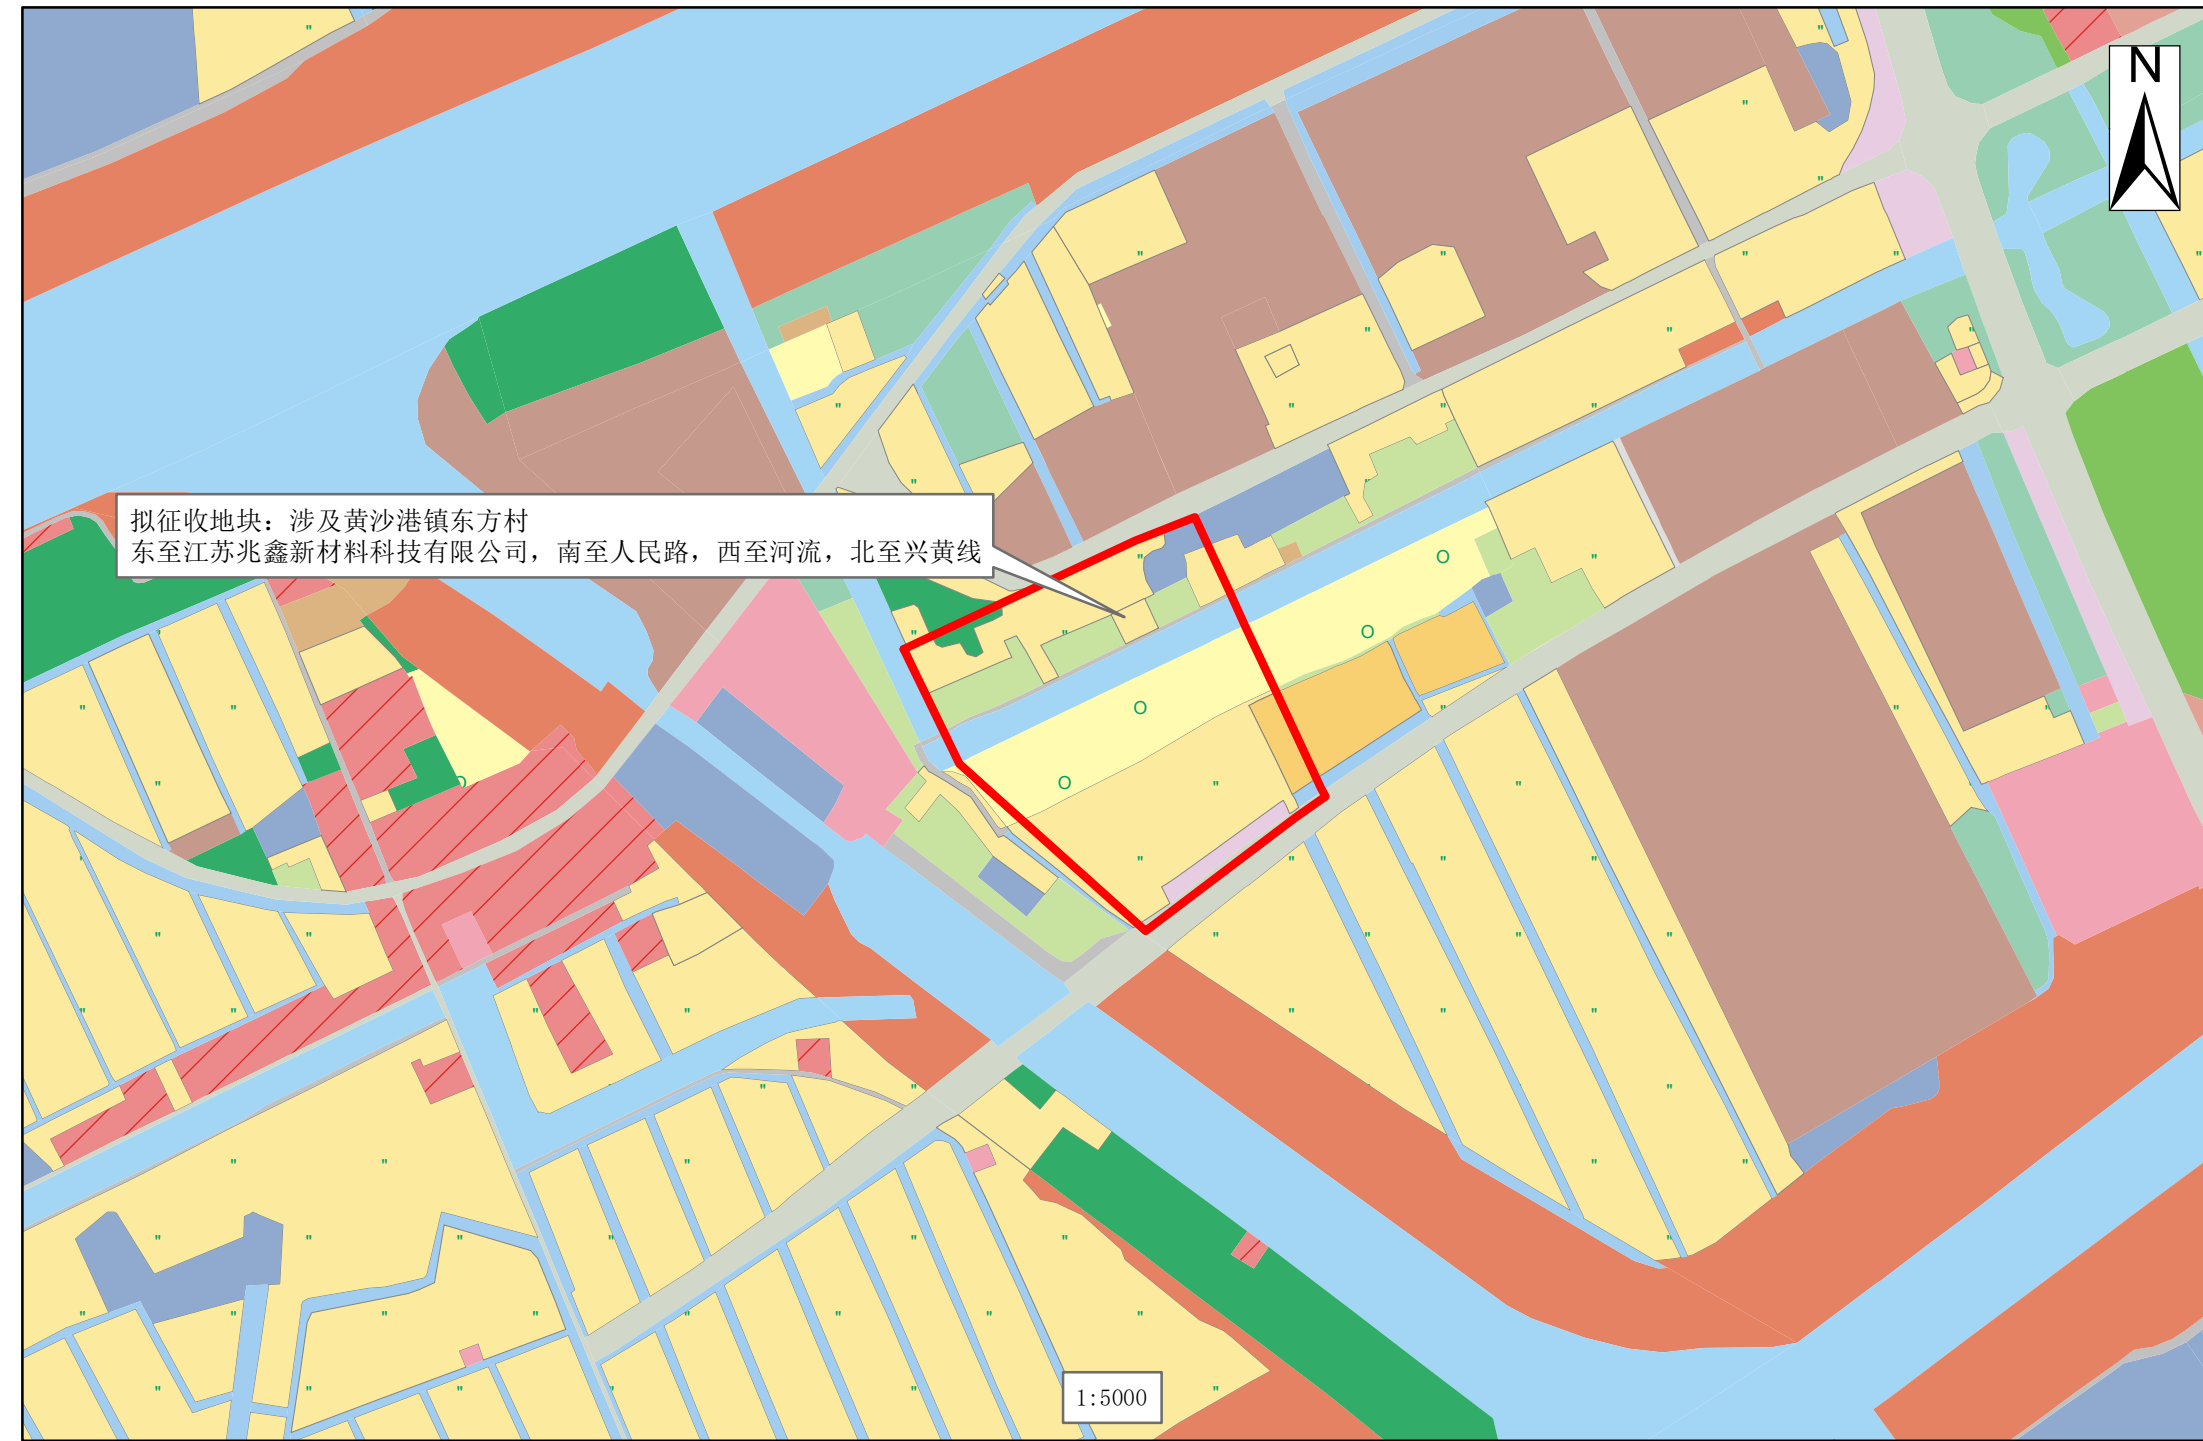 N
拟征收地块：涉及黄沙港镇东方村
东至江苏兆鑫新材料科技有限公司，南至人民路，西至河流，北至兴黄线
1:5000